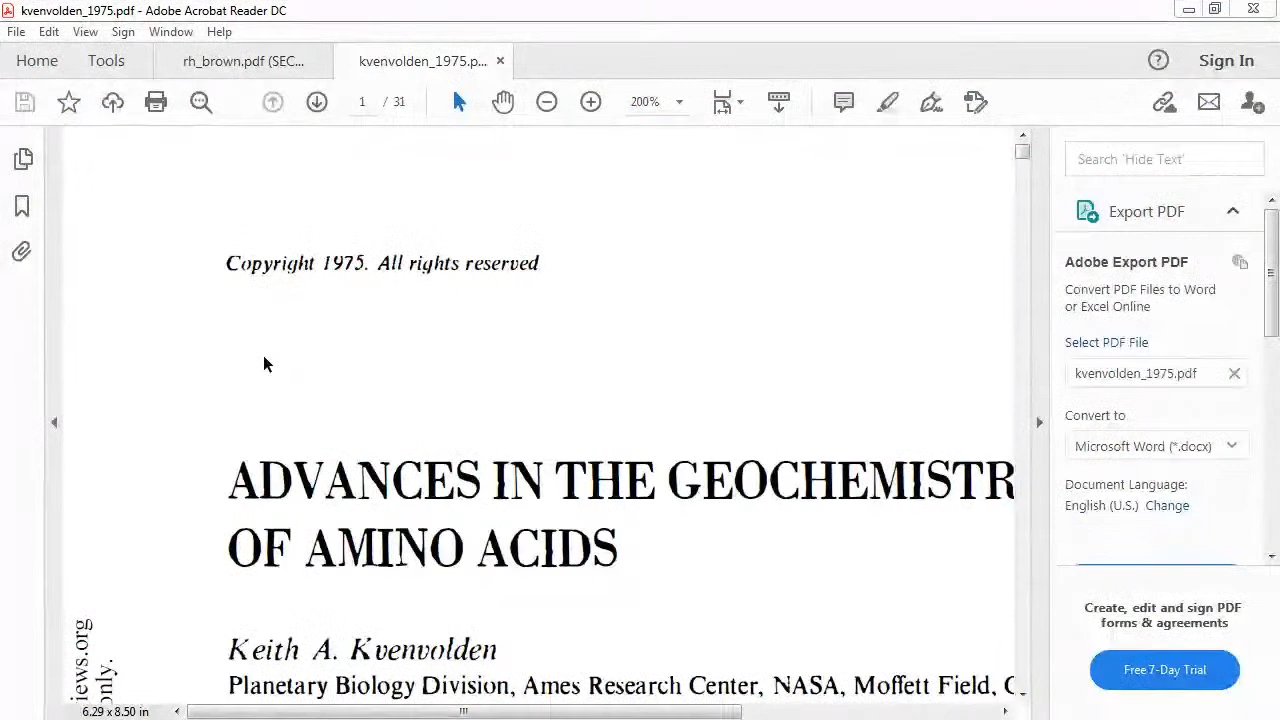 kvenvolden_1975.pdf - Adobe Acrobat Reader DC
File Edit View Sign Window Help
Home Tools rh_brown.pdf (SEC... kvenvolden_1975.p... Sign In
1 / 31 200%
Search 'Hide Text'
Export PDF
Adobe Export PDF
Convert PDF Files to Word
or Excel Online
Select PDF File
kvenvolden_1975.pdf
Convert to
Microsoft Word (*.docx)
Document Language:
English (U.S.) Change
Create, edit and sign PDF
forms & agreements
Free 7-Day Trial
Copyright 1975. All rights reserved
ADVANCES IN THE GEOCHEMISTR
OF AMINO ACIDS
Keith A. Kvenvolden
Planetary Biology Division, Ames Research Center, NASA, Moffett Field, C
iews.org
only.
6.29 x 8.50 in